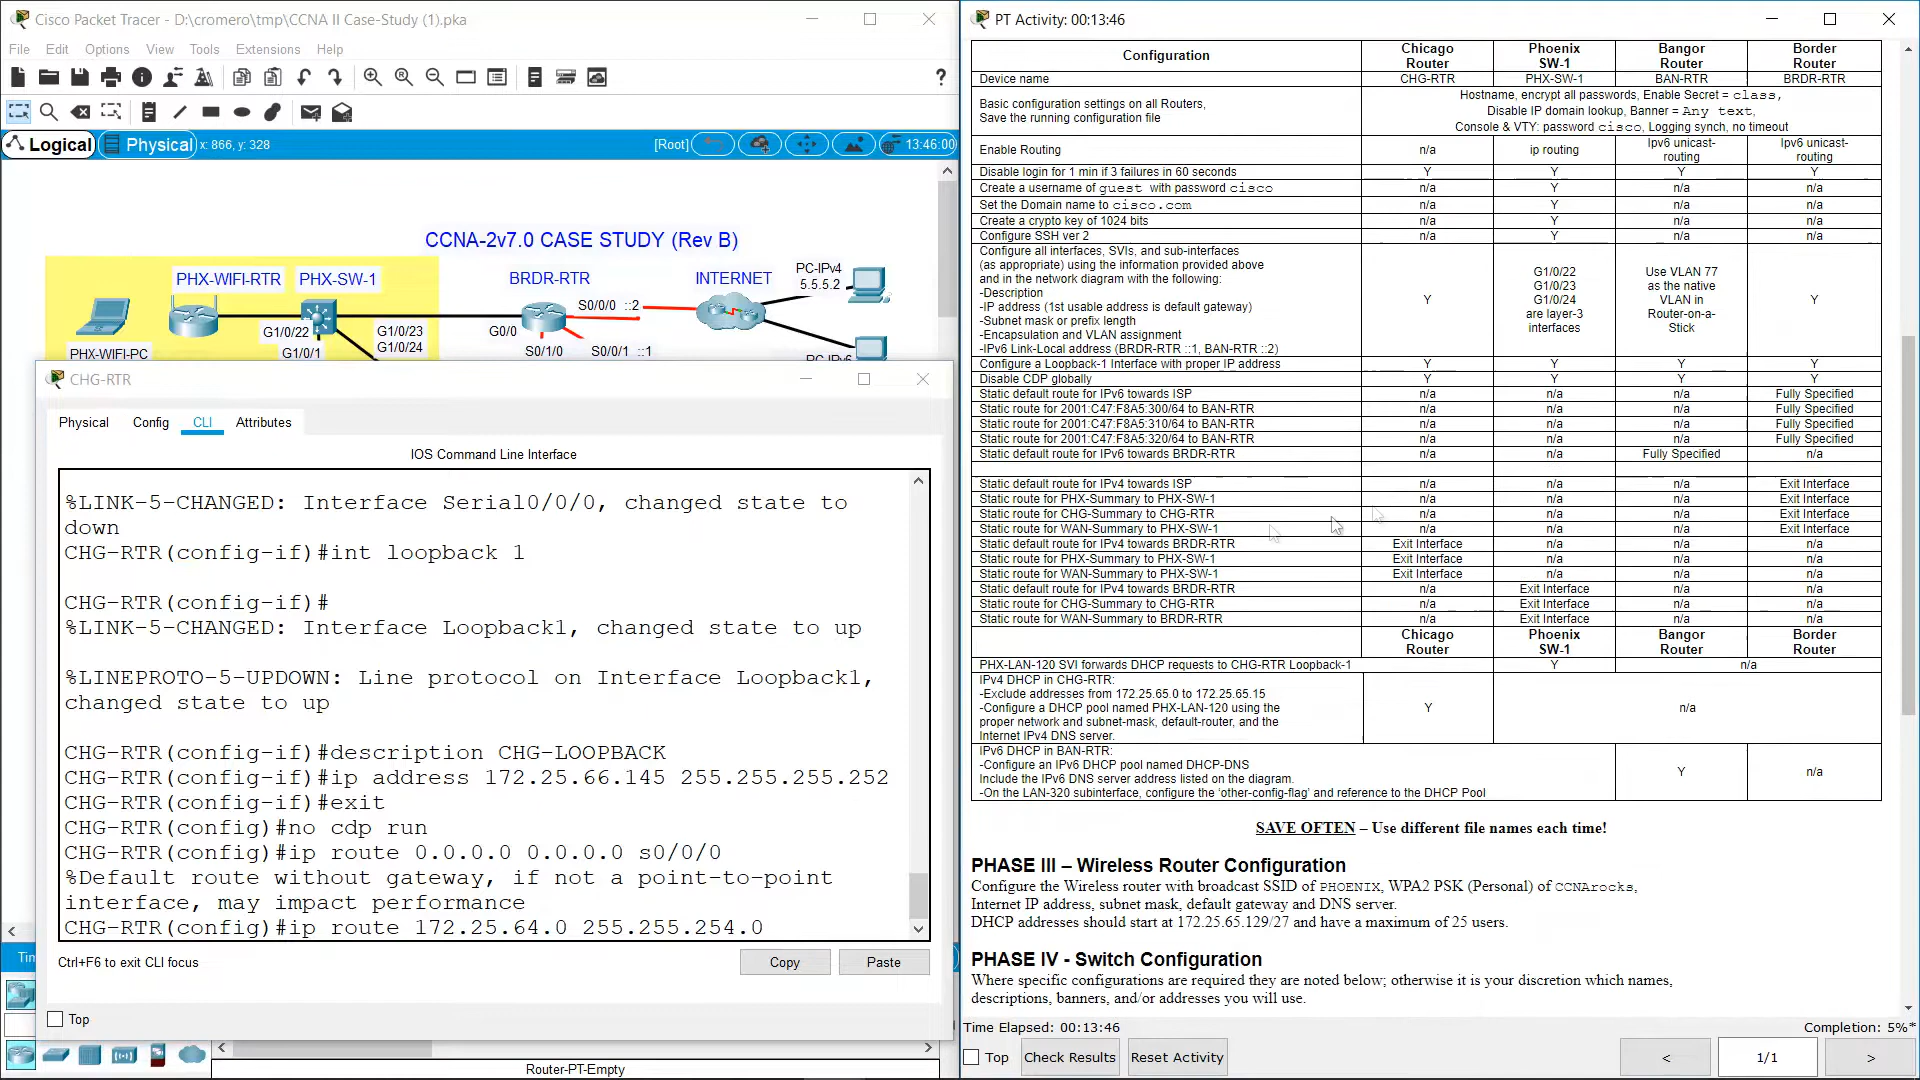 Cisco Packet Tracer - D:\cromero\tmp\CCNA II Case-Study (1).pka
File Edit Options View Tools Extensions Help
?
Logical Physical x: 866, y: 328 [Root] 13:46:00
CCNA-2v7.0 CASE STUDY (Rev B)
PHX-WIFI-RTR PHX-SW-1 BRDR-RTR INTERNET PC-IPv4
5.5.5.2
S0/0/0 ::2
G1/0/22 G1/0/23 G0/0
G1/0/24
PHX-WIFI-PC G1/0/1 S0/1/0 S0/0/1 ::1 PC-IPv6
CHG-RTR
Physical Config CLI Attributes
IOS Command Line Interface
%LINK-5-CHANGED: Interface Serial0/0/0, changed state to
down
CHG-RTR(config-if)#int loopback 1
CHG-RTR(config-if)#
%LINK-5-CHANGED: Interface Loopback1, changed state to up
%LINEPROTO-5-UPDOWN: Line protocol on Interface Loopback1,
changed state to up
CHG-RTR(config-if)#description CHG-LOOPBACK
CHG-RTR(config-if)#ip address 172.25.66.145 255.255.255.252
CHG-RTR(config-if)#exit
CHG-RTR(config)#no cdp run
CHG-RTR(config)#ip route 0.0.0.0 0.0.0.0 s0/0/0
%Default route without gateway, if not a point-to-point
interface, may impact performance
CHG-RTR(config)#ip route 172.25.64.0 255.255.254.0
Ctrl+F6 to exit CLI focus Copy Paste
Top
Tim
Router-PT-Empty
PT Activity: 00:13:46
Configuration Chicago Router Phoenix SW-1 Bangor Router Border Router
Device name CHG-RTR PHX-SW-1 BAN-RTR BRDR-RTR
Basic configuration settings on all Routers,
Save the running configuration file
Hostname, encrypt all passwords, Enable Secret = class,
Disable IP domain lookup, Banner = Any text,
Console & VTY: password cisco, Logging synch, no timeout
Enable Routing n/a ip routing Ipv6 unicast-routing Ipv6 unicast-routing
Disable login for 1 min if 3 failures in 60 seconds Y Y Y Y
Create a username of guest with password cisco n/a Y n/a n/a
Set the Domain name to cisco.com n/a Y n/a n/a
Create a crypto key of 1024 bits n/a Y n/a n/a
Configure SSH ver 2 n/a Y n/a n/a
Configure all interfaces, SVIs, and sub-interfaces
(as appropriate) using the information provided above
and in the network diagram with the following:
-Description
-IP address (1st usable address is default gateway)
-Subnet mask or prefix length
-Encapsulation and VLAN assignment
-IPv6 Link-Local address (BRDR-RTR ::1, BAN-RTR ::2)
Y
G1/0/22
G1/0/23
G1/0/24
are layer-3
interfaces
Use VLAN 77
as the native
VLAN in
Router-on-a-
Stick
Y
Configure a Loopback-1 Interface with proper IP address Y Y Y Y
Disable CDP globally Y Y Y Y
Static default route for IPv6 towards ISP n/a n/a n/a Fully Specified
Static route for 2001:C47:F8A5:300/64 to BAN-RTR n/a n/a n/a Fully Specified
Static route for 2001:C47:F8A5:310/64 to BAN-RTR n/a n/a n/a Fully Specified
Static route for 2001:C47:F8A5:320/64 to BAN-RTR n/a n/a n/a Fully Specified
Static default route for IPv6 towards BRDR-RTR n/a n/a Fully Specified n/a
Static default route for IPv4 towards ISP n/a n/a n/a Exit Interface
Static route for PHX-Summary to PHX-SW-1 n/a n/a n/a Exit Interface
Static route for CHG-Summary to CHG-RTR n/a n/a n/a Exit Interface
Static route for WAN-Summary to PHX-SW-1 n/a n/a n/a Exit Interface
Static default route for IPv4 towards BRDR-RTR Exit Interface n/a n/a n/a
Static route for PHX-Summary to PHX-SW-1 Exit Interface n/a n/a n/a
Static route for WAN-Summary to PHX-SW-1 Exit Interface n/a n/a n/a
Static default route for IPv4 towards BRDR-RTR n/a Exit Interface n/a n/a
Static route for CHG-Summary to CHG-RTR n/a Exit Interface n/a n/a
Static route for WAN-Summary to BRDR-RTR n/a Exit Interface n/a n/a
Chicago Router Phoenix SW-1 Bangor Router Border Router
PHX-LAN-120 SVI forwards DHCP requests to CHG-RTR Loopback-1 Y n/a
IPv4 DHCP in CHG-RTR:
-Exclude addresses from 172.25.65.0 to 172.25.65.15
-Configure a DHCP pool named PHX-LAN-120 using the
proper network and subnet-mask, default-router, and the
Internet IPv4 DNS server.
Y n/a
IPv6 DHCP in BAN-RTR:
-Configure an IPv6 DHCP pool named DHCP-DNS
Include the IPv6 DNS server address listed on the diagram.
-On the LAN-320 subinterface, configure the ‘other-config-flag’ and reference to the DHCP Pool
Y n/a
SAVE OFTEN – Use different file names each time!
PHASE III – Wireless Router Configuration
Configure the Wireless router with broadcast SSID of PHOENIX, WPA2 PSK (Personal) of CCNArocks,
Internet IP address, subnet mask, default gateway and DNS server.
DHCP addresses should start at 172.25.65.129/27 and have a maximum of 25 users.
PHASE IV - Switch Configuration
Where specific configurations are required they are noted below; otherwise it is your discretion which names,
descriptions, banners, and/or addresses you will use.
Time Elapsed: 00:13:46 Completion: 5%*
Top Check Results Reset Activity < 1/1 >